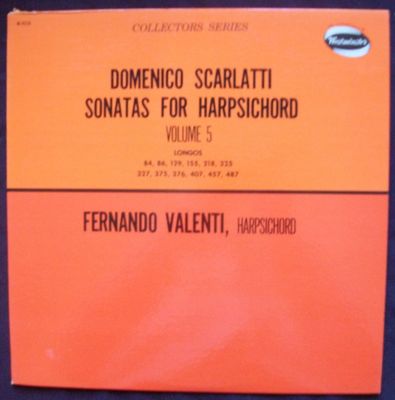 COLLECTORS SERIES
Westminster
DOMENICO SCARLATTI
SONATAS FOR HARPSICHORD
VOLUME 5
LONGOS
84, 86, 129, 155, 218, 225
227, 375, 376, 407, 457, 487
FERNANDO VALENTI, HARPSICHORD